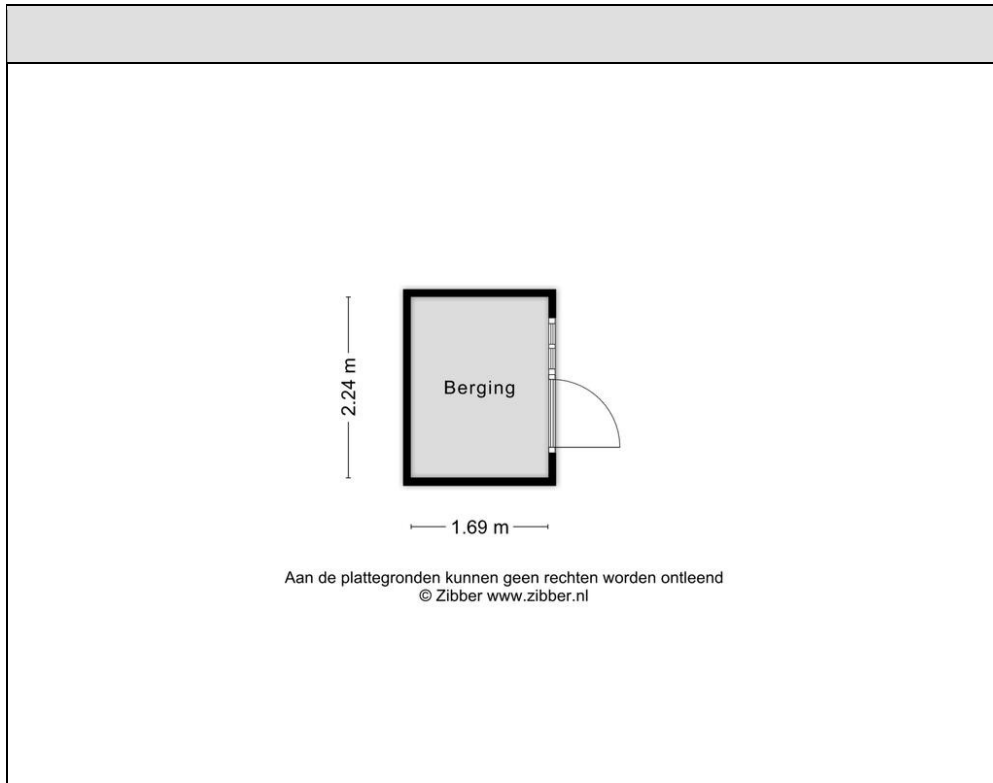 Berging
2.24 m
1.69 m
Aan de plattegronden kunnen geen rechten worden ontleend
© Zibber www.zibber.nl